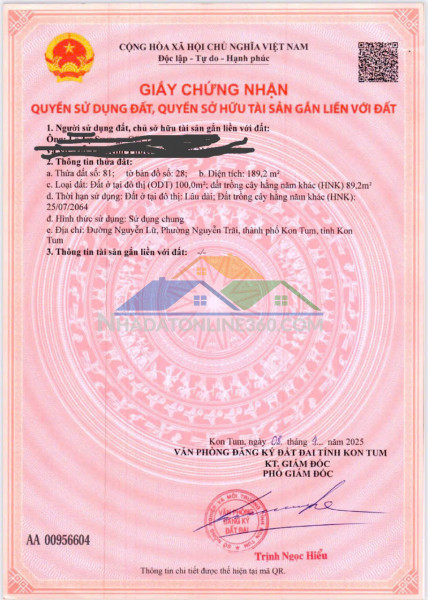 CỘNG HÒA XÃ HỘI CHỦ NGHĨA VIỆT NAM
Độc lập - Tự do - Hạnh phúc
GIẤY CHỨNG NHẬN
QUYỀN SỬ DỤNG ĐẤT, QUYỀN SỞ HỮU TÀI SẢN GẮN LIỀN VỚI ĐẤT
1. Người sử dụng đất, chủ sở hữu tài sản gắn liền với đất:
2. Thông tin thửa đất:
a. Thửa đất số: 81; tờ bản đồ số: 28; b. Diện tích: 189,2 m²
c. Loại đất: Đất ở tại đô thị (ODT) 100,0m²; đất trồng cây hằng năm khác (HNK) 89,2m²
d. Thời hạn sử dụng: Đất ở tại đô thị: Lâu dài; Đất trồng cây hằng năm khác (HNK):
25/07/2064
đ. Hình thức sử dụng: Sử dụng chung
e. Địa chỉ: Đường Nguyễn Lữ, Phường Nguyễn Trãi, thành phố Kon Tum, tỉnh Kon
Tum
3. Thông tin tài sản gắn liền với đất: -/-
NHADATONLINE360.COM
Kon Tum, ngày 08 tháng 4 năm 2025
VĂN PHÒNG ĐĂNG KÝ ĐẤT ĐAI TỈNH KON TUM
KT. GIÁM ĐỐC
PHÓ GIÁM ĐỐC
VĂN PHÒNG
ĐĂNG KÝ
ĐẤT ĐAI
AA 00956604
Trịnh Ngọc Hiếu
Thông tin chi tiết được thể hiện tại mã QR.